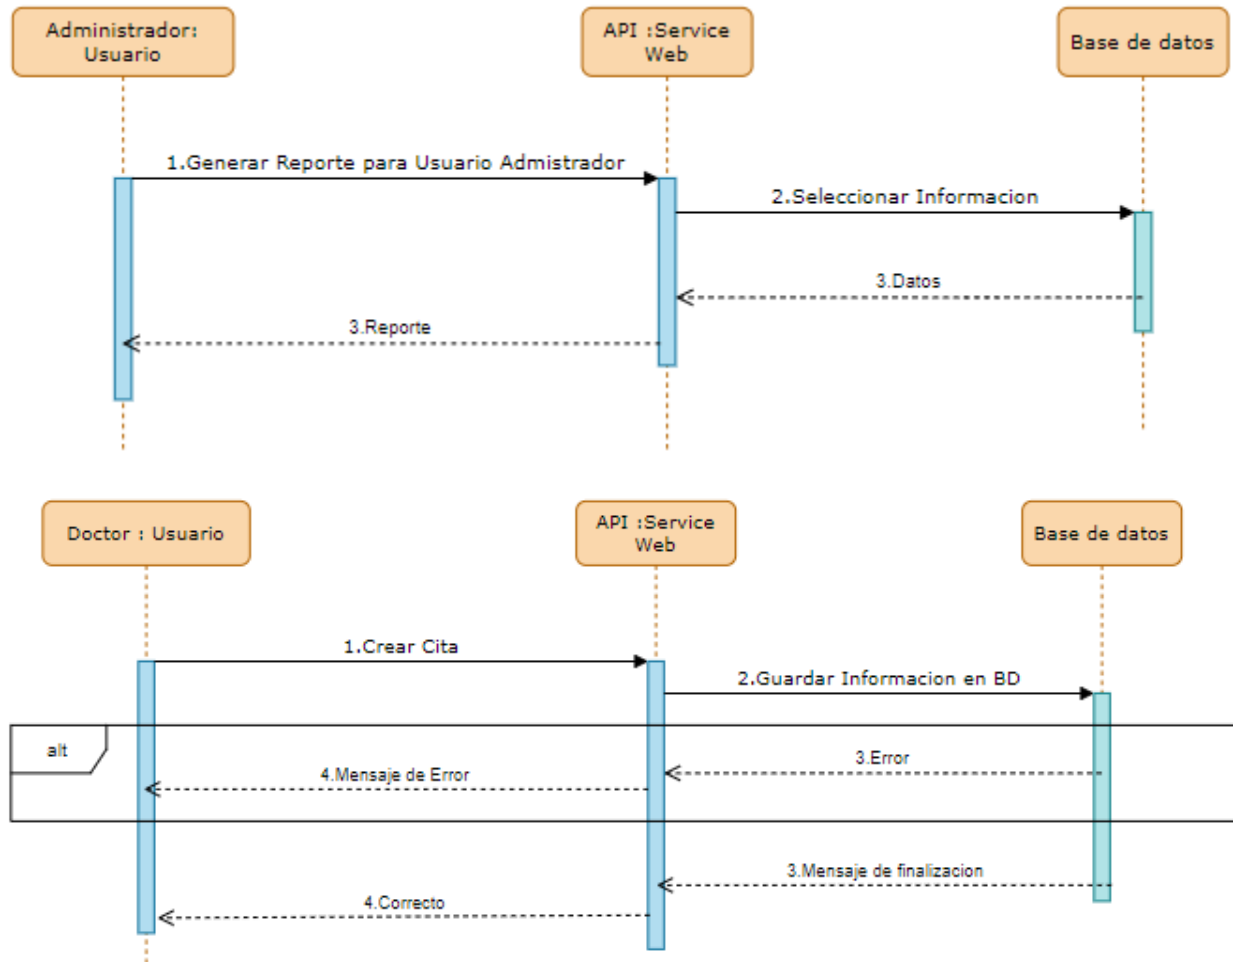 Administrador:
Usuario
API :Service
Web
Base de datos
1.Generar Reporte para Usuario Admistrador
2.Seleccionar Informacion
3.Datos
3.Reporte
Doctor : Usuario
API :Service
Web
Base de datos
1.Crear Cita
2.Guardar Informacion en BD
alt
3.Error
4.Mensaje de Error
3.Mensaje de finalizacion
4.Correcto